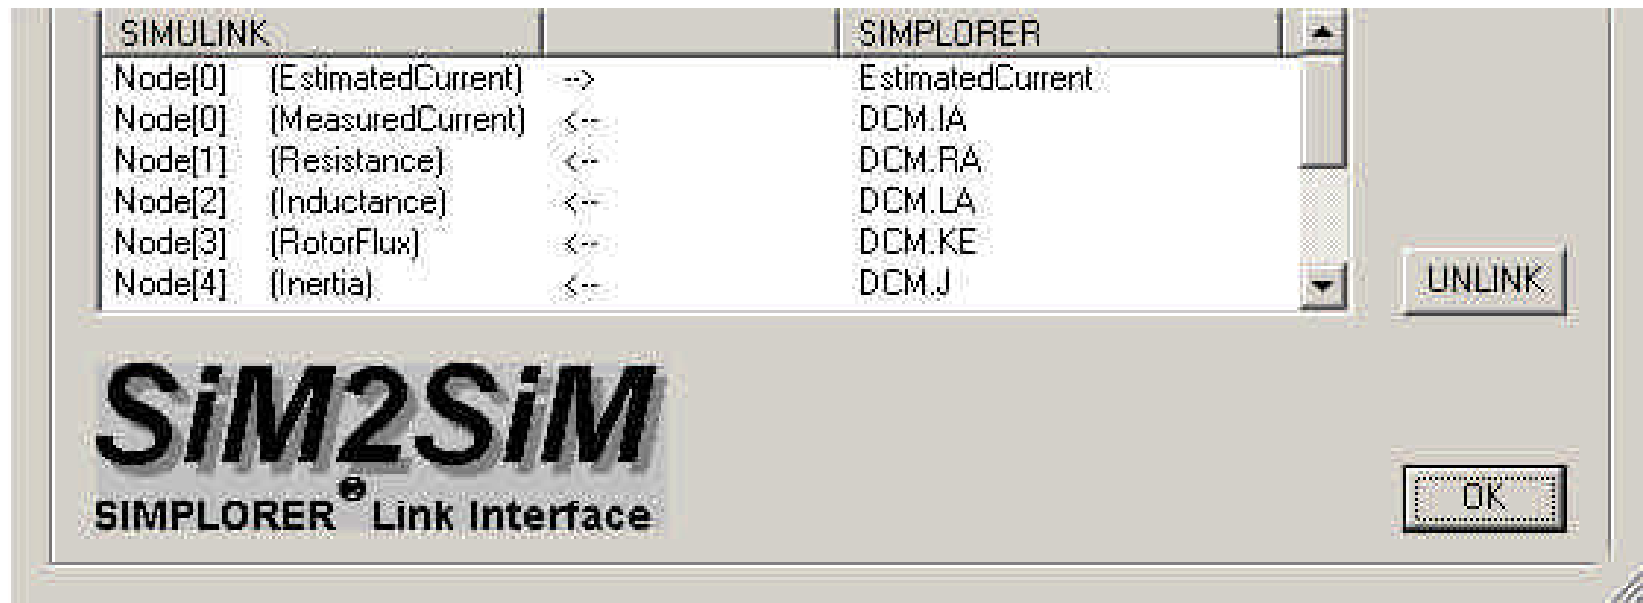 SIMULINK SIMPLORER
Node[0] (EstimatedCurrent) --> EstimatedCurrent
Node[0] (MeasuredCurrent) <-- DCM.IA
Node[1] (Resistance) <-- DCM.RA
Node[2] (Inductance) <-- DCM.LA
Node[3] (RotorFlux) <-- DCM.KE
Node[4] (Inertia) <-- DCM.J
UNLINK
SiM2SiM
SIMPLORER® Link Interface
OK